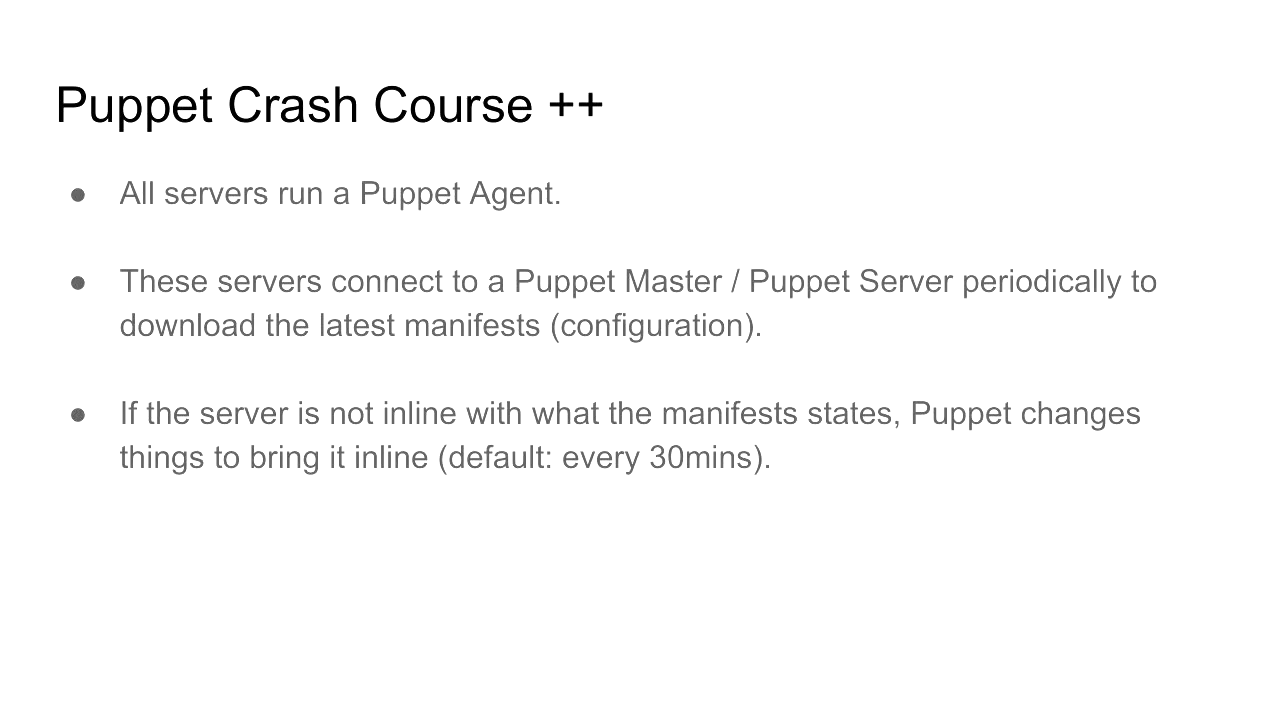 Puppet Crash Course ++
● All servers run a Puppet Agent.
● These servers connect to a Puppet Master / Puppet Server periodically to
download the latest manifests (configuration).
● If the server is not inline with what the manifests states, Puppet changes
things to bring it inline (default: every 30mins).